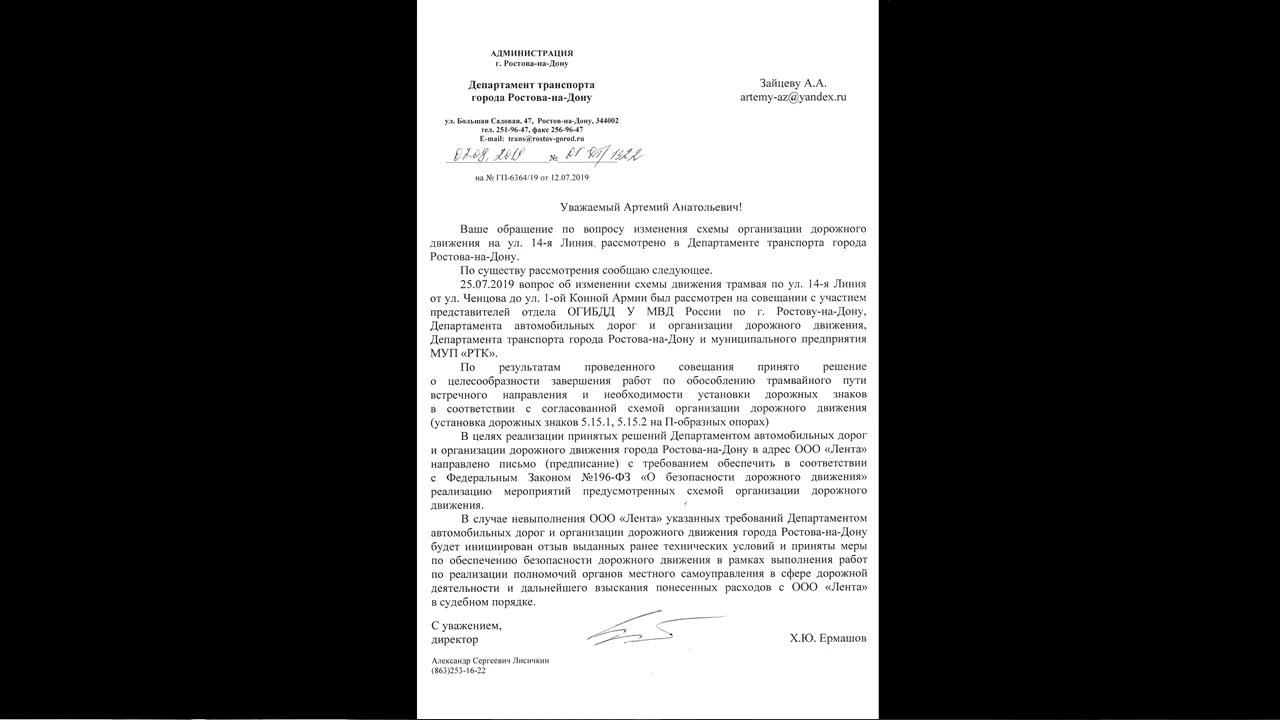 АДМИНИСТРАЦИЯ
г. Ростова-на-Дону
Департамент транспорта
города Ростова-на-Дону
ул. Большая Садовая, 47, Ростов-на-Дону, 344002
тел. 251-96-47, факс 256-96-47
E-mail: trans@rostov-gorod.ru
№
на № ГП-6364/19 от 12.07.2019
Зайцеву А.А.
artemy-az@yandex.ru
Уважаемый Артемий Анатольевич!
Ваше обращение по вопросу изменения схемы организации дорожного
движения на ул. 14-я Линия рассмотрено в Департаменте транспорта города
Ростова-на-Дону.
По существу рассмотрения сообщаю следующее.
25.07.2019 вопрос об изменении схемы движения трамвая по ул. 14-я Линия
от ул. Ченцова до ул. 1-ой Конной Армии был рассмотрен на совещании с участием
представителей отдела ОГИБДД У МВД России по г. Ростову-на-Дону,
Департамента автомобильных дорог и организации дорожного движения,
Департамента транспорта города Ростова-на-Дону и муниципального предприятия
МУП «РТК».
По результатам проведенного совещания принято решение
о целесообразности завершения работ по обособлению трамвайного пути
встречного направления и необходимости установки дорожных знаков
в соответствии с согласованной схемой организации дорожного движения
(установка дорожных знаков 5.15.1, 5.15.2 на П-образных опорах)
В целях реализации принятых решений Департаментом автомобильных дорог
и организации дорожного движения города Ростова-на-Дону в адрес ООО «Лента»
направлено письмо (предписание) с требованием обеспечить в соответствии
с Федеральным Законом №196-ФЗ «О безопасности дорожного движения»
реализацию мероприятий предусмотренных схемой организации дорожного
движения.
В случае невыполнения ООО «Лента» указанных требований Департаментом
автомобильных дорог и организации дорожного движения города Ростова-на-Дону
будет инициирован отзыв выданных ранее технических условий и приняты меры
по обеспечению безопасности дорожного движения в рамках выполнения работ
по реализации полномочий органов местного самоуправления в сфере дорожной
деятельности и дальнейшего взыскания понесенных расходов с ООО «Лента»
в судебном порядке.
С уважением,
директор
Х.Ю. Ермашов
Александр Сергеевич Лисичкин
(863)253-16-22